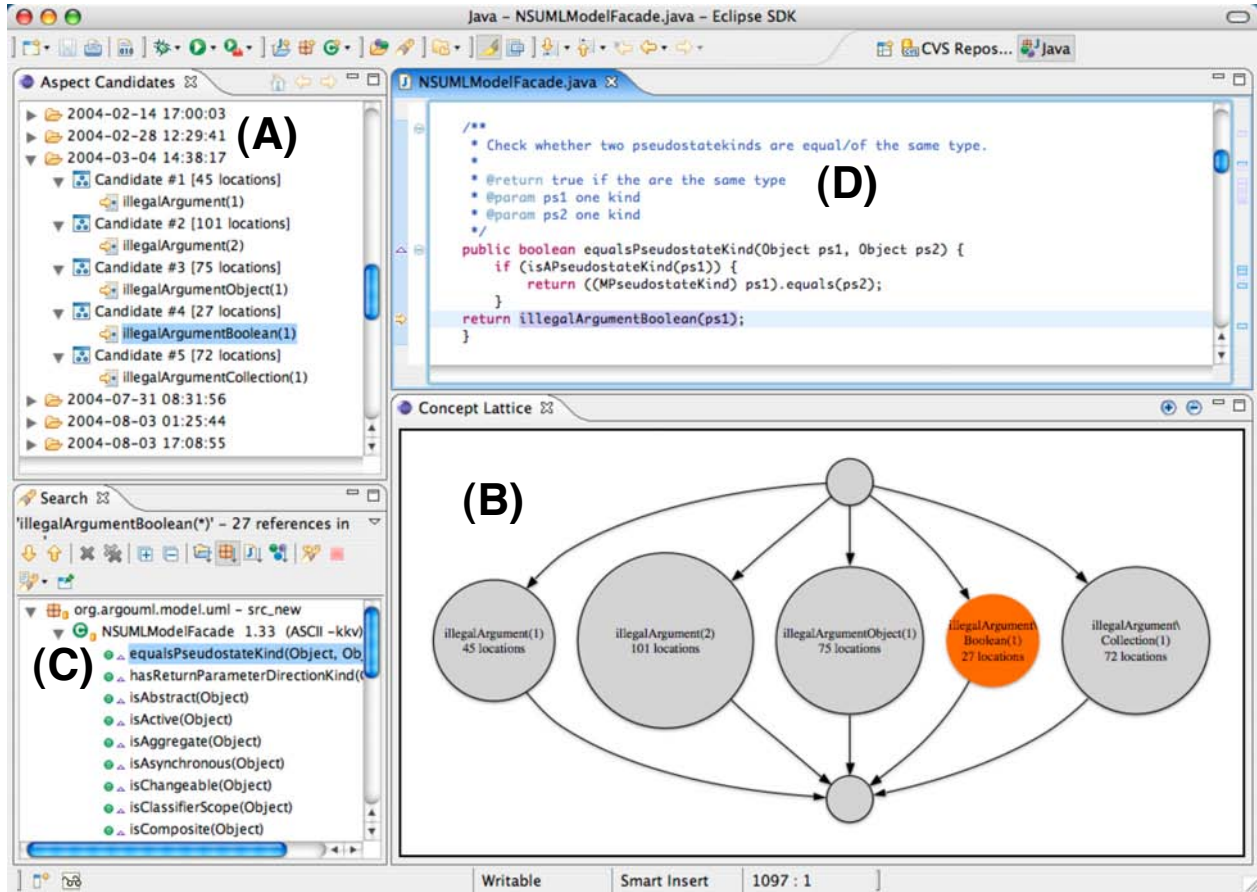 Java – NSUMLModelFacade.java – Eclipse SDK
CVS Repos... Java
Aspect Candidates
2004-02-14 17:00:03
2004-02-28 12:29:41
(A)
2004-03-04 14:38:17
Candidate #1 [45 locations]
illegalArgument(1)
Candidate #2 [101 locations]
illegalArgument(2)
Candidate #3 [75 locations]
illegalArgumentObject(1)
Candidate #4 [27 locations]
illegalArgumentBoolean(1)
Candidate #5 [72 locations]
illegalArgumentCollection(1)
2004-07-31 08:31:56
2004-08-03 01:25:44
2004-08-03 17:08:55
NSUMLModelFacade.java
/**
* Check whether two pseudostatekinds are equal/of the same type.
*
* @return true if the are the same type
* @param ps1 one kind
* @param ps2 one kind
*/
(D)
public boolean equalsPseudostateKind(Object ps1, Object ps2) {
if (isAPseudostateKind(ps1)) {
return ((MPseudostateKind) ps1).equals(ps2);
}
return illegalArgumentBoolean(ps1);
}
Search
'illegalArgumentBoolean(*)' – 27 references in
org.argouml.model.uml – src_new
NSUMLModelFacade 1.33 (ASCII –kkv)
(C)
equalsPseudostateKind(Object, Obj
hasReturnParameterDirectionKind(O
isAbstract(Object)
isActive(Object)
isAggregate(Object)
isAsynchronous(Object)
isChangeable(Object)
isClassifierScope(Object)
isComposite(Object)
Concept Lattice
(B)
illegalArgument(1)
45 locations
illegalArgument(2)
101 locations
illegalArgumentObject(1)
75 locations
illegalArgument\
Boolean(1)
27 locations
illegalArgument\
Collection(1)
72 locations
Writable
Smart Insert
1097 : 1